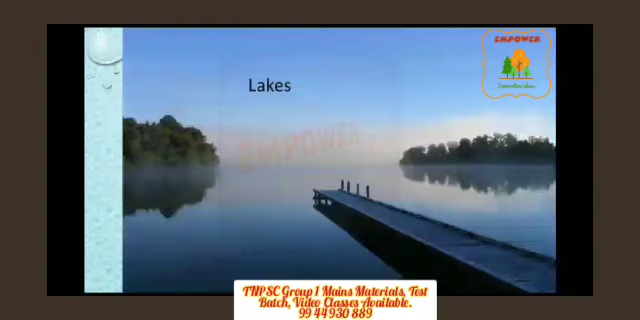 EMPOWER
Lakes
EMPOWER
TNPSC Group 1 Mains Materials, Test
Batch, Video Classes Available.
99 44 930 889